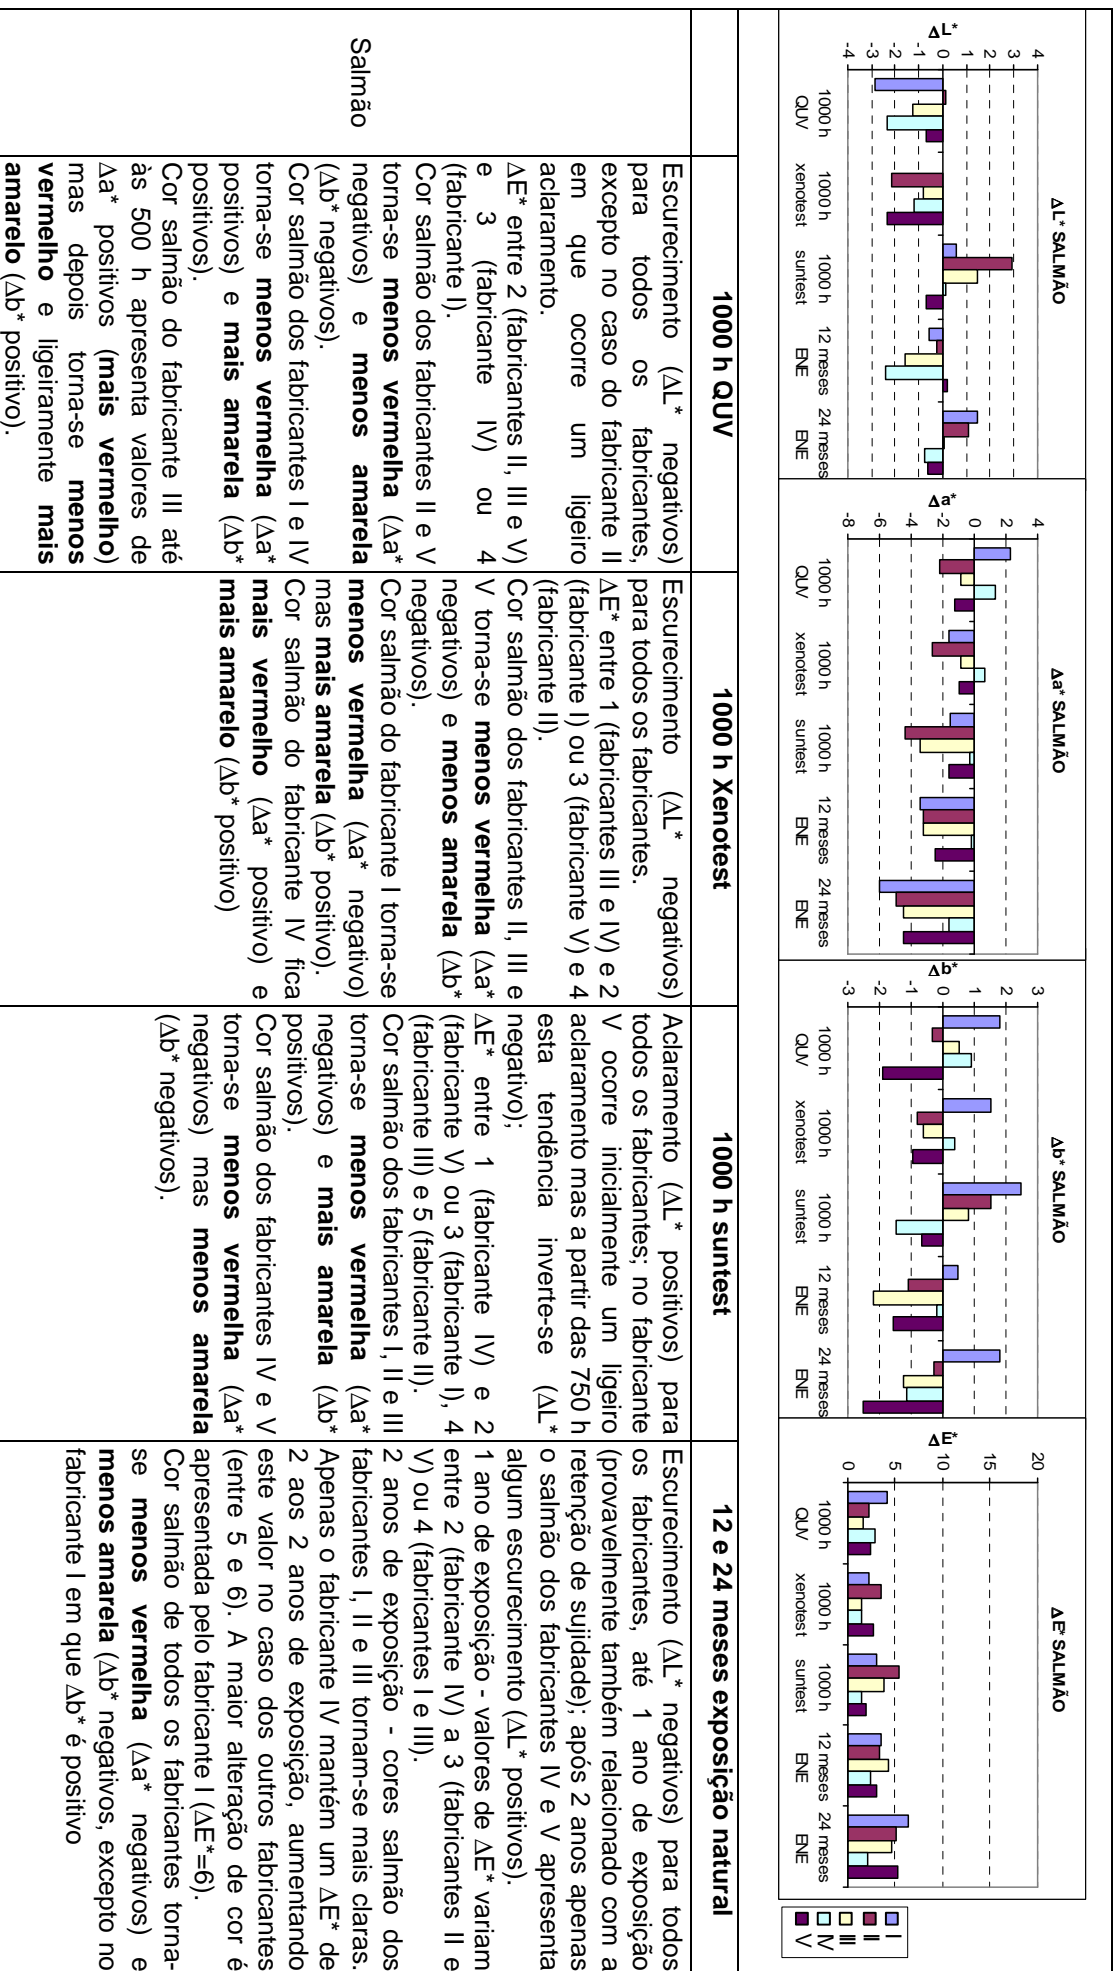 ΔL* SALMÃO
ΔL*
4
3
2
1
0
-1
-2
-3
-4
1000 h QUV
1000 h xenotest
1000 h suntest
12 meses ENE
24 meses ENE
Δa* SALMÃO
Δa*
4
2
0
-2
-4
-6
-8
1000 h QUV
1000 h xenotest
1000 h suntest
12 meses ENE
24 meses ENE
Δb* SALMÃO
Δb*
3
2
1
0
-1
-2
-3
1000 h QUV
1000 h xenotest
1000 h suntest
12 meses ENE
24 meses ENE
ΔE* SALMÃO
ΔE*
20
15
10
5
0
1000 h QUV
1000 h xenotest
1000 h suntest
12 meses ENE
24 meses ENE
I
II
III
IV
V
1000 h QUV
1000 h Xenotest
1000 h suntest
12 e 24 meses exposição natural
Salmão
Escurecimento (ΔL* negativos)
para todos os fabricantes,
excepto no caso do fabricante II
em que ocorre um ligeiro
aclaramento.
ΔE* entre 2 (fabricantes II, III e V)
e 3 (fabricante IV) ou 4
(fabricante I).
Cor salmão dos fabricantes II e V
torna-se menos vermelha (Δa*
negativos) e menos amarela
(Δb* negativos).
Cor salmão dos fabricantes I e IV
torna-se menos vermelha (Δa*
positivos) e mais amarela (Δb*
positivos).
Cor salmão do fabricante III até
às 500 h apresenta valores de
Δa* positivos (mais vermelho)
mas depois torna-se menos
vermelho e ligeiramente mais
amarelo (Δb* positivo).
Escurecimento (ΔL* negativos)
para todos os fabricantes.
ΔE* entre 1 (fabricantes III e IV) e 2
(fabricante I) ou 3 (fabricante V) e 4
(fabricante II).
Cor salmão dos fabricantes II, III e
V torna-se menos vermelha (Δa*
negativos) e menos amarela (Δb*
negativos).
Cor salmão do fabricante I torna-se
menos vermelha (Δa* negativo)
mas mais amarela (Δb* positivo).
Cor salmão do fabricante IV fica
mais vermelho (Δa* positivo) e
mais amarelo (Δb* positivo)
Aclaramento (ΔL* positivos) para
todos os fabricantes; no fabricante
V ocorre inicialmente um ligeiro
aclaramento mas a partir das 750 h
esta tendência inverte-se (ΔL*
negativo);
ΔE* entre 1 (fabricante IV) e 2
(fabricante V) ou 3 (fabricante I), 4
(fabricante III) e 5 (fabricante II).
Cor salmão dos fabricantes I, II e III
torna-se menos vermelha (Δa*
negativos) e mais amarela (Δb*
positivos).
Cor salmão dos fabricantes IV e V
torna-se menos vermelha (Δa*
negativos) mas menos amarela
(Δb* negativos).
Escurecimento (ΔL* negativos) para todos
os fabricantes, até 1 ano de exposição
(provavelmente também relacionado com a
retenção de sujidade); após 2 anos apenas
o salmão dos fabricantes IV e V apresenta
algum escurecimento (ΔL* positivos).
1 ano de exposição - valores de ΔE* variam
entre 2 (fabricante IV) a 3 (fabricantes II e
V) ou 4 (fabricantes I e III).
2 anos de exposição - cores salmão dos
fabricantes I, II e III tornam-se mais claras.
Apenas o fabricante IV mantém um ΔE* de
2 aos 2 anos de exposição, aumentando
este valor no caso dos outros fabricantes
(entre 5 e 6). A maior alteração de cor é
apresentada pelo fabricante I (ΔE*=6).
Cor salmão de todos os fabricantes torna-
se menos vermelha (Δa* negativos) e
menos amarela (Δb* negativos, excepto no
fabricante I em que Δb* é positivo